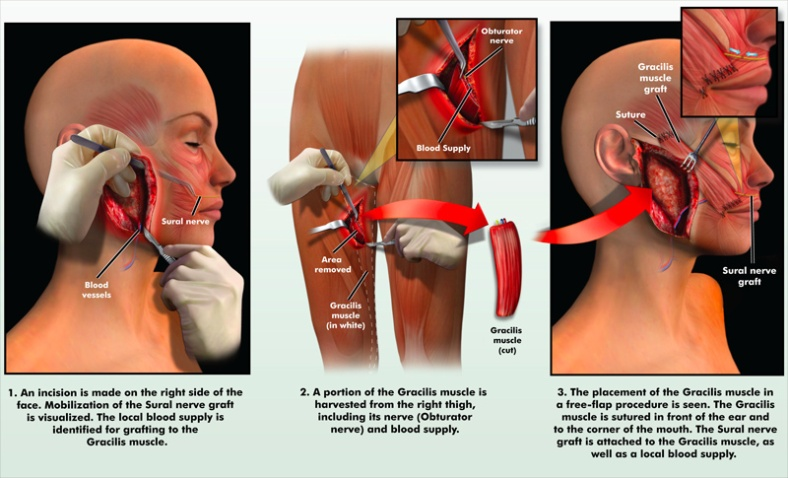 Sural nerve
Blood
vessels
1. An incision is made on the right side of the
face. Mobilization of the Sural nerve graft
is visualized. The local blood supply is
identified for grafting to the
Gracilis muscle.
Obturator
nerve
Blood Supply
Area
removed
Gracilis
muscle
(in white)
Gracilis
muscle
(cut)
2. A portion of the Gracilis muscle is
harvested from the right thigh,
including its nerve (Obturator
nerve) and blood supply.
Gracilis
muscle graft
Suture
Sural nerve
graft
3. The placement of the Gracilis muscle in
a free-flap procedure is seen. The Gracilis
muscle is sutured in front of the ear and
to the corner of the mouth. The Sural nerve
graft is attached to the Gracilis muscle, as
well as a local blood supply.